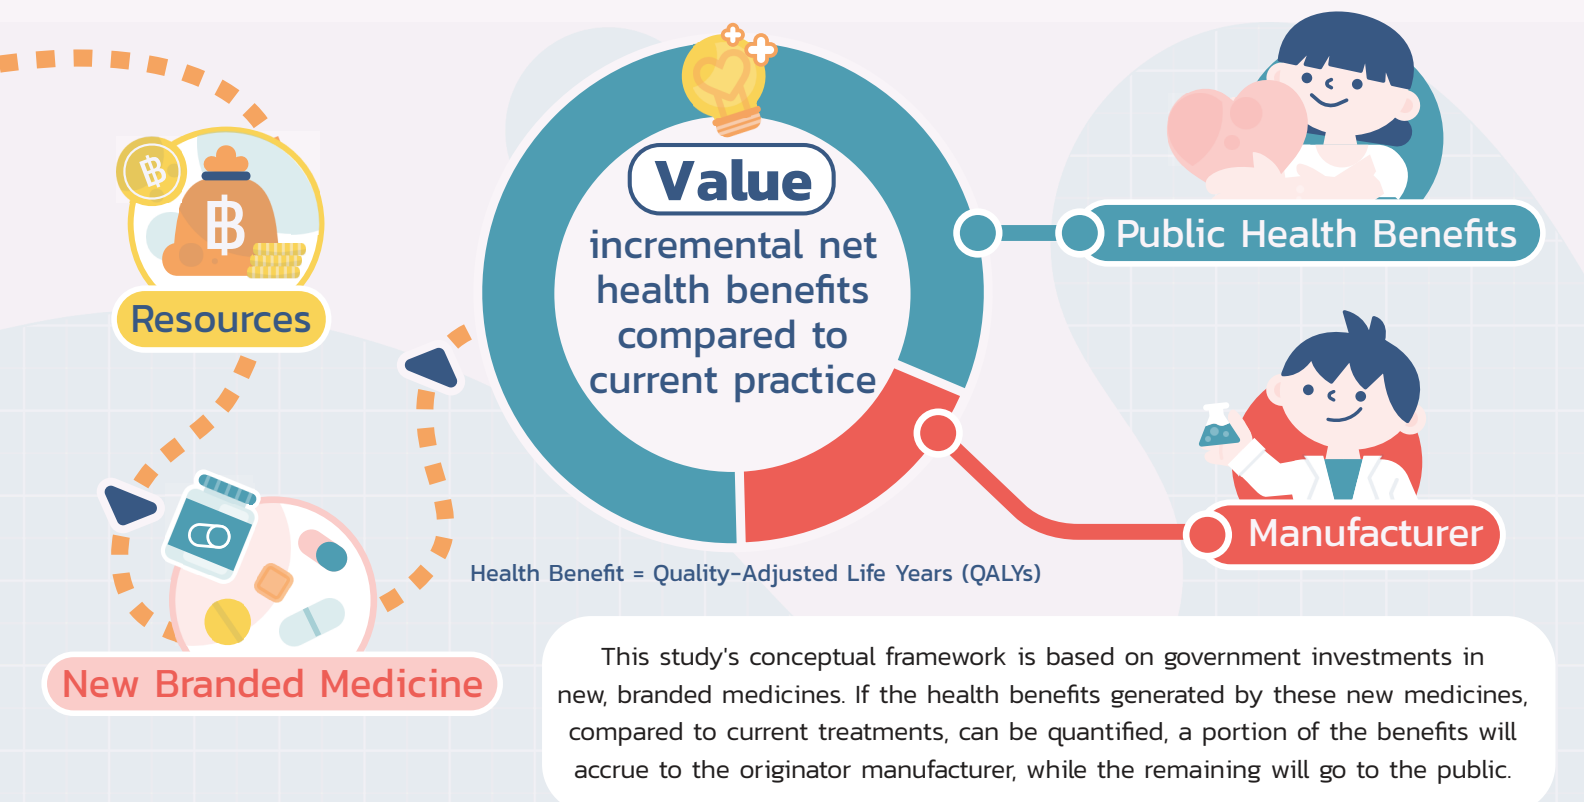 Value
incremental net
health benefits
compared to
current practice
Public Health Benefits
฿
฿
Resources
Manufacturer
Health Benefit = Quality-Adjusted Life Years (QALYs)
New Branded Medicine
This study's conceptual framework is based on government investments in
new, branded medicines. If the health benefits generated by these new medicines,
compared to current treatments, can be quantified, a portion of the benefits will
accrue to the originator manufacturer, while the remaining will go to the public.